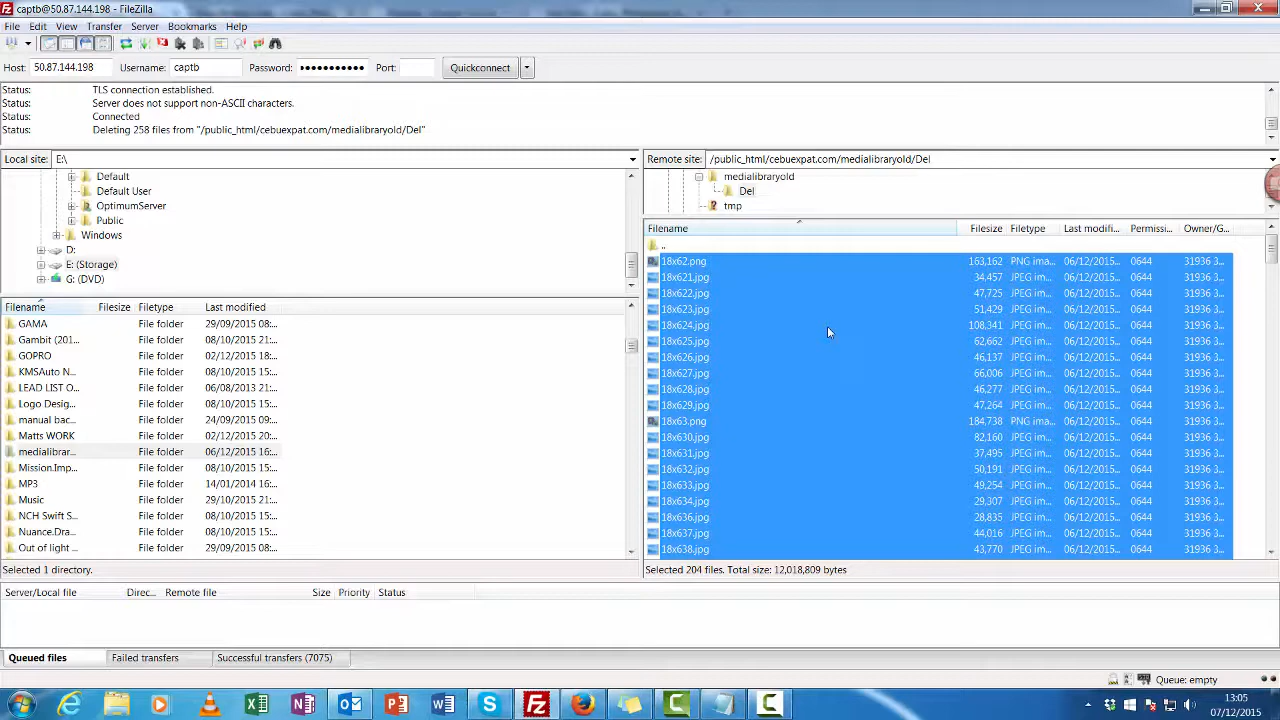 captb@50.87.144.198 - FileZilla
File Edit View Transfer Server Bookmarks Help
Host: 50.87.144.198 Username: captb Password: ●●●●●●●●●●● Port: Quickconnect
Status: TLS connection established.
Status: Server does not support non-ASCII characters.
Status: Connected
Status: Deleting 258 files from "/public_html/cebuexpat.com/medialibraryold/Del"
Local site: E:\
Default
Default User
OptimumServer
Public
Windows
D:
E: (Storage)
G: (DVD)
Filename Filesize Filetype Last modified
GAMA File folder 29/09/2015 08:...
Gambit (201... File folder 08/10/2015 21:...
GOPRO File folder 02/12/2015 18:...
KMSAuto N... File folder 08/10/2015 15:...
LEAD LIST O... File folder 06/08/2013 21:...
Logo Desig... File folder 08/10/2015 15:...
manual bac... File folder 24/09/2015 09:...
Matts WORK File folder 02/12/2015 20:...
medialibrar... File folder 06/12/2015 16:...
Mission.Imp... File folder 08/10/2015 15:...
MP3 File folder 14/01/2014 16:...
Music File folder 29/10/2015 21:...
NCH Swift S... File folder 08/10/2015 15:...
Nuance.Dra... File folder 08/10/2015 15:...
Out of light ... File folder 29/09/2015 08:...
Selected 1 directory.
Remote site: /public_html/cebuexpat.com/medialibraryold/Del
medialibraryold
Del
tmp
Filename Filesize Filetype Last modifi... Permissi... Owner/G...
..
18x62.png 163,162 PNG ima... 06/12/2015... 0644 31936 3...
18x621.jpg 34,457 JPEG im... 06/12/2015... 0644 31936 3...
18x622.jpg 47,725 JPEG im... 06/12/2015... 0644 31936 3...
18x623.jpg 51,429 JPEG im... 06/12/2015... 0644 31936 3...
18x624.jpg 108,341 JPEG im... 06/12/2015... 0644 31936 3...
18x625.jpg 62,662 JPEG im... 06/12/2015... 0644 31936 3...
18x626.jpg 46,137 JPEG im... 06/12/2015... 0644 31936 3...
18x627.jpg 66,006 JPEG im... 06/12/2015... 0644 31936 3...
18x628.jpg 46,277 JPEG im... 06/12/2015... 0644 31936 3...
18x629.jpg 47,264 JPEG im... 06/12/2015... 0644 31936 3...
18x63.png 184,738 PNG ima... 06/12/2015... 0644 31936 3...
18x630.jpg 82,160 JPEG im... 06/12/2015... 0644 31936 3...
18x631.jpg 37,495 JPEG im... 06/12/2015... 0644 31936 3...
18x632.jpg 50,191 JPEG im... 06/12/2015... 0644 31936 3...
18x633.jpg 49,254 JPEG im... 06/12/2015... 0644 31936 3...
18x634.jpg 29,307 JPEG im... 06/12/2015... 0644 31936 3...
18x636.jpg 28,835 JPEG im... 06/12/2015... 0644 31936 3...
18x637.jpg 44,016 JPEG im... 06/12/2015... 0644 31936 3...
18x638.jpg 43,770 JPEG im... 06/12/2015... 0644 31936 3...
Selected 204 files. Total size: 12,018,809 bytes
Server/Local file Direc... Remote file Size Priority Status
Queued files Failed transfers Successful transfers (7075)
Queue: empty
13:05
07/12/2015